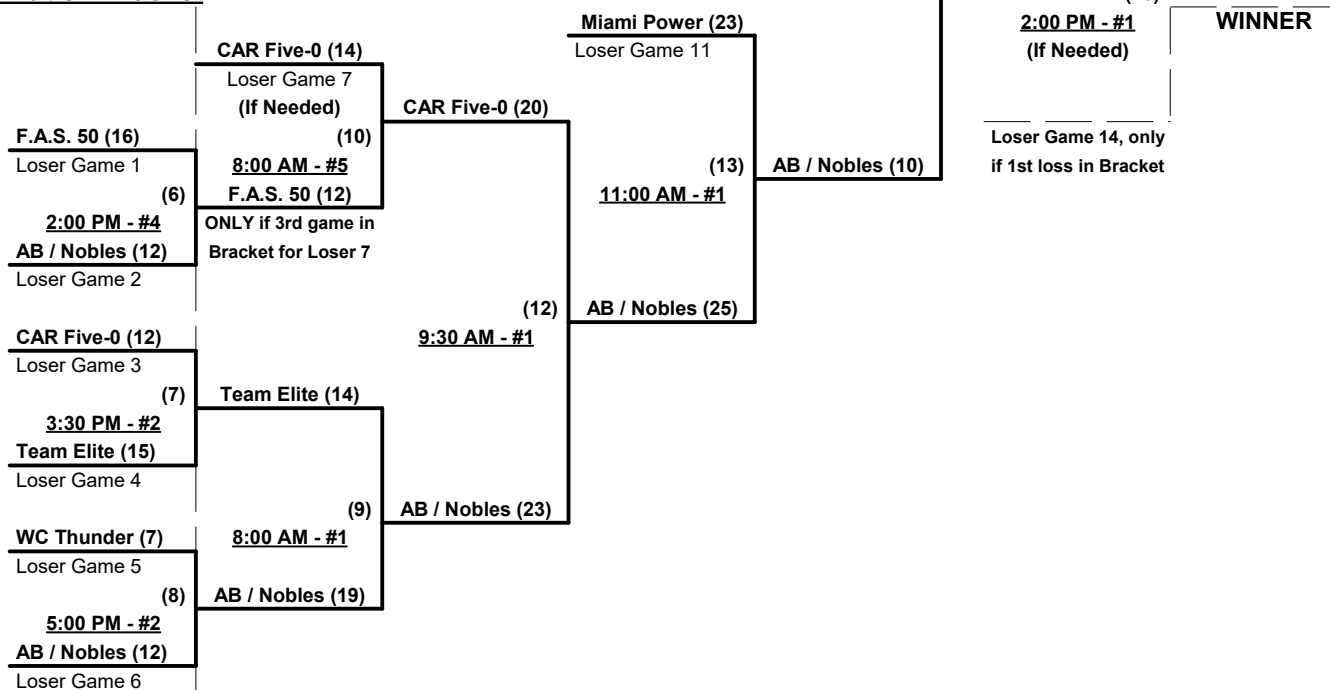 Miami Power (23)
2:00 PM - #1
WINNER
CAR Five-0 (14)
Loser Game 11
(If Needed)
Loser Game 7
(If Needed)
CAR Five-0 (20)
F.A.S. 50 (16)
(10)
Loser Game 14, only
Loser Game 1
8:00 AM - #5
(13)
AB / Nobles (10)
if 1st loss in Bracket
(6)
F.A.S. 50 (12)
11:00 AM - #1
2:00 PM - #4
ONLY if 3rd game in
AB / Nobles (12)
Bracket for Loser 7
Loser Game 2
(12)
AB / Nobles (25)
CAR Five-0 (12)
9:30 AM - #1
Loser Game 3
(7)
Team Elite (14)
3:30 PM - #2
Team Elite (15)
Loser Game 4
(9)
AB / Nobles (23)
WC Thunder (7)
8:00 AM - #1
Loser Game 5
(8)
AB / Nobles (19)
5:00 PM - #2
AB / Nobles (12)
Loser Game 6